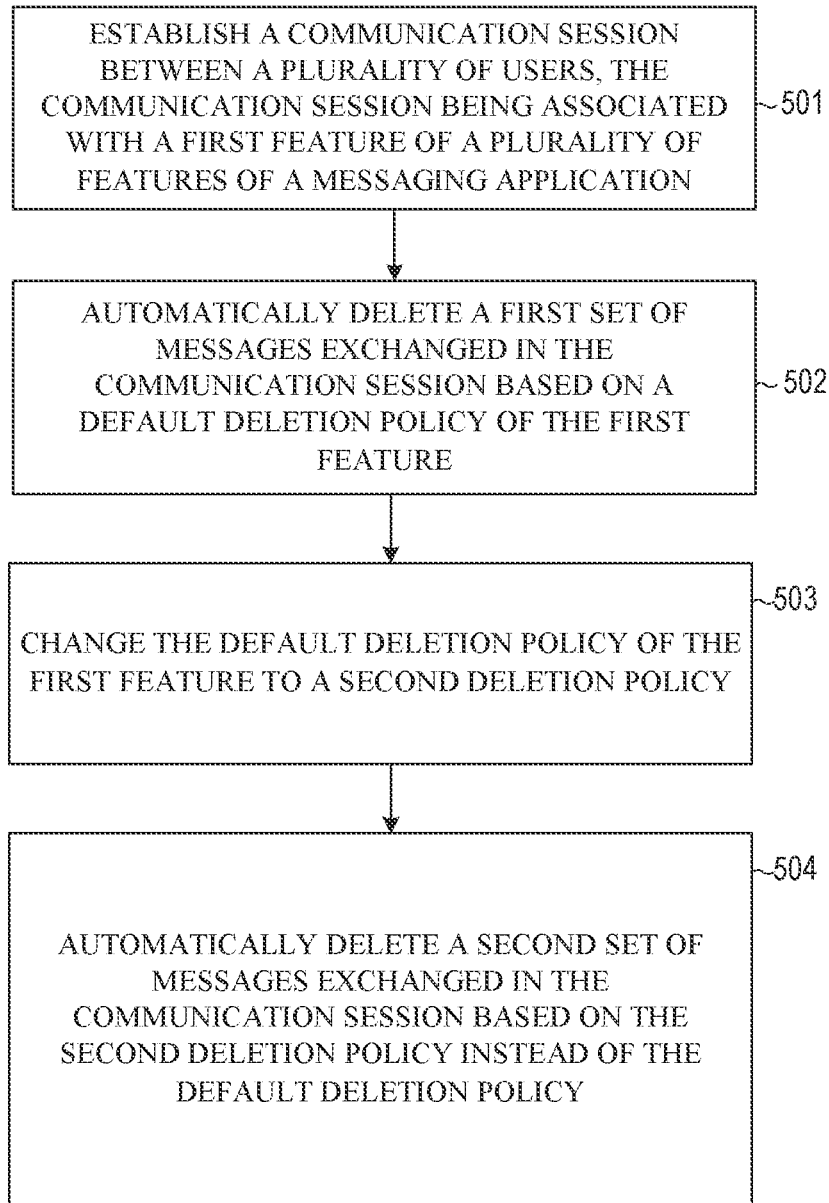 ESTABLISH A COMMUNICATION SESSION
BETWEEN A PLURALITY OF USERS, THE
COMMUNICATION SESSION BEING ASSOCIATED
WITH A FIRST FEATURE OF A PLURALITY OF
FEATURES OF A MESSAGING APPLICATION
501
AUTOMATICALLY DELETE A FIRST SET OF
MESSAGES EXCHANGED IN THE
COMMUNICATION SESSION BASED ON A
DEFAULT DELETION POLICY OF THE FIRST
FEATURE
502
CHANGE THE DEFAULT DELETION POLICY OF THE
FIRST FEATURE TO A SECOND DELETION POLICY
503
AUTOMATICALLY DELETE A SECOND SET OF
MESSAGES EXCHANGED IN THE
COMMUNICATION SESSION BASED ON THE
SECOND DELETION POLICY INSTEAD OF THE
DEFAULT DELETION POLICY
504